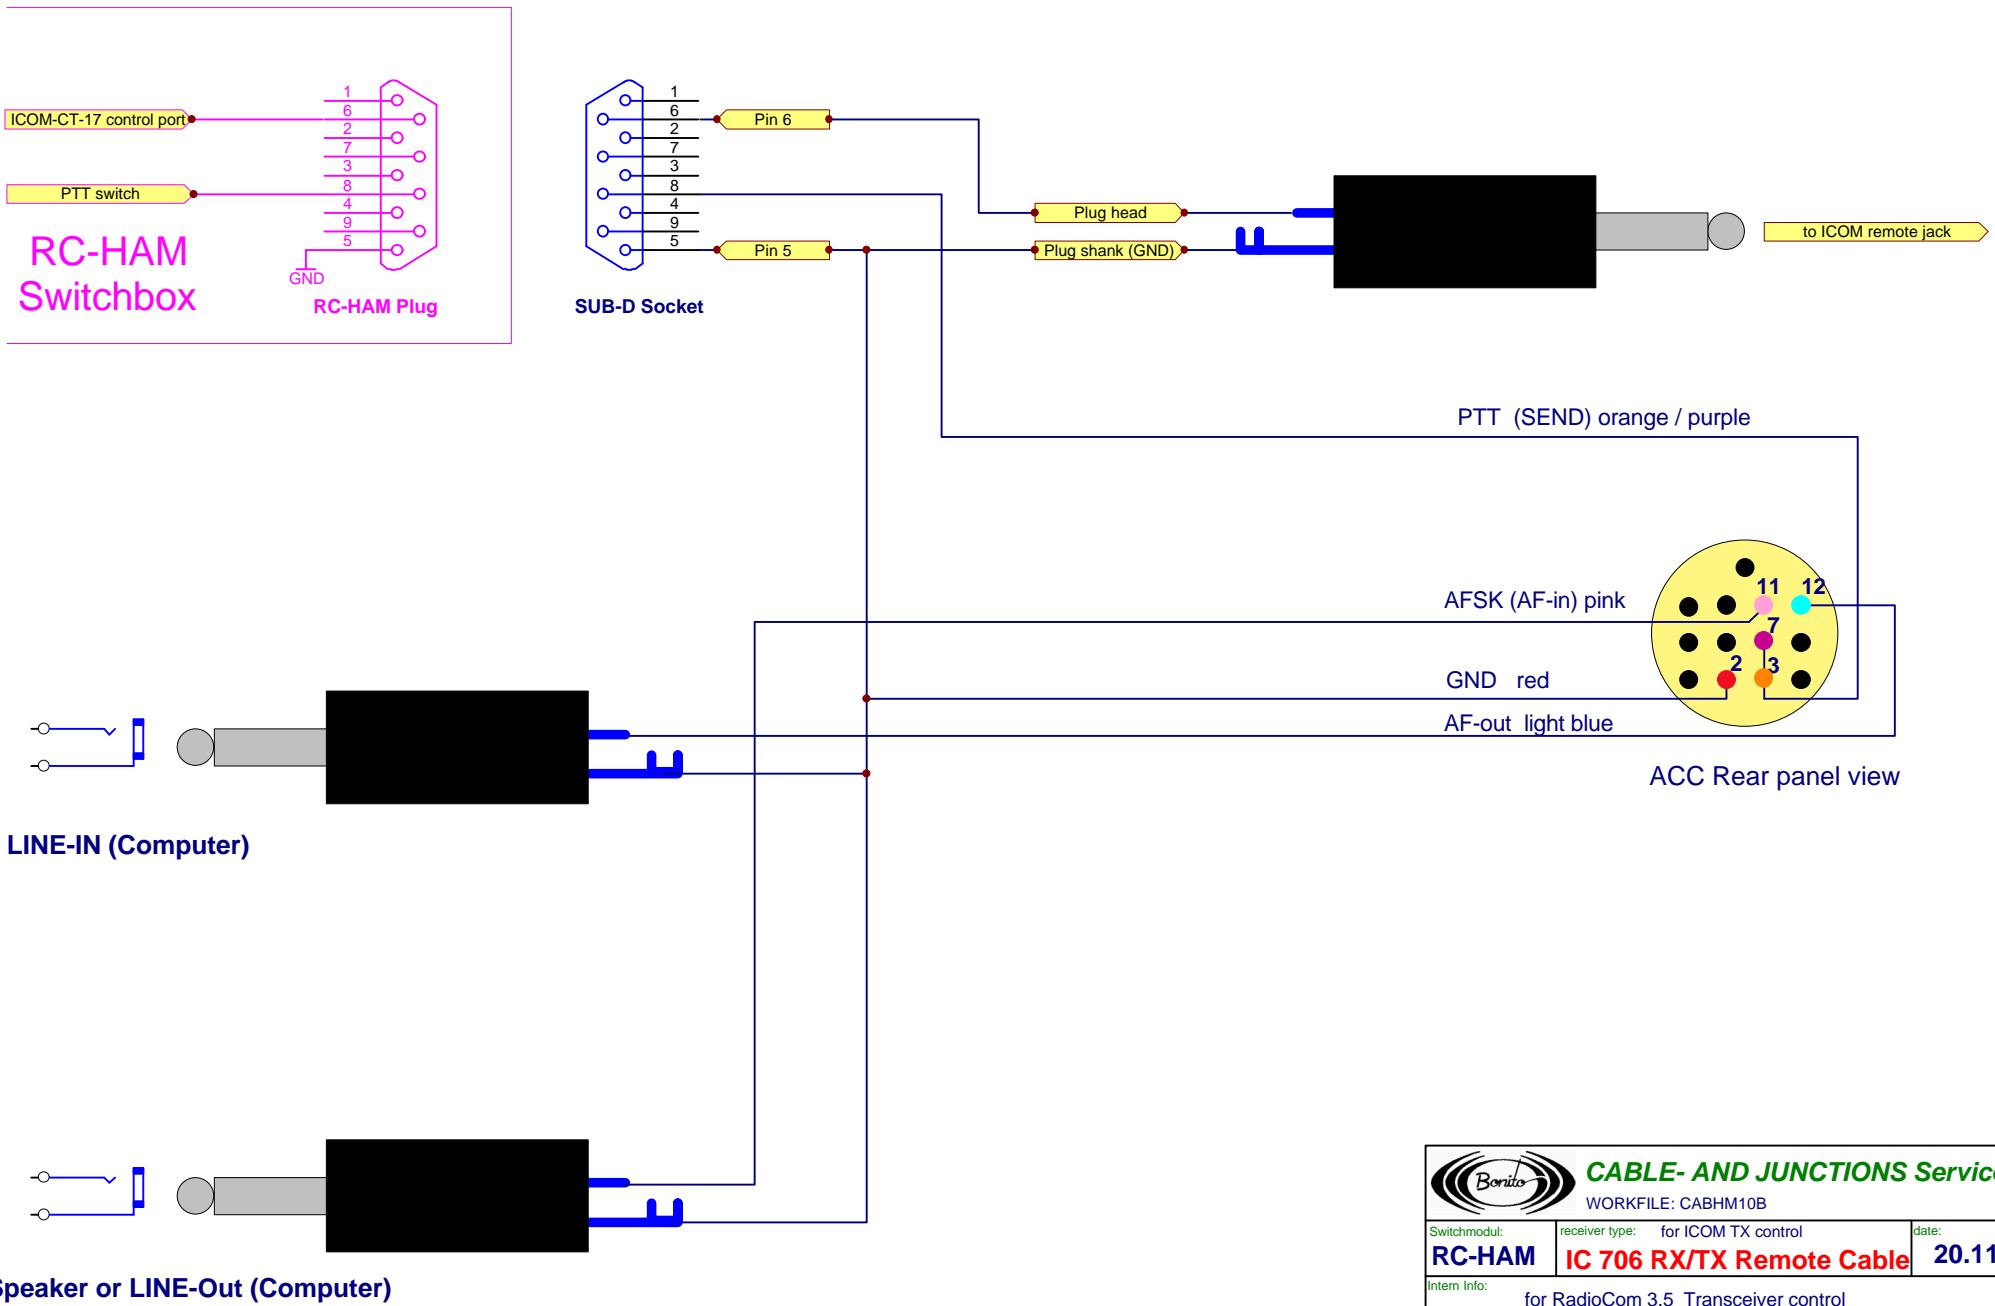 ICOM-CT-17 control port
PTT switch
RC-HAM
Switchbox
1
6
2
7
3
8
4
9
5
GND
RC-HAM Plug
1
6
2
7
3
8
4
9
5
SUB-D Socket
Pin 6
Pin 5
Plug head
Plug shank (GND)
to ICOM remote jack
PTT (SEND) orange / purple
AFSK (AF-in) pink
GND red
AF-out light blue
11
12
7
2
3
ACC Rear panel view
LINE-IN (Computer)
Speaker or LINE-Out (Computer)
Bonito
CABLE- AND JUNCTIONS Service
WORKFILE: CABHM10B
Switchmodul:
RC-HAM
receiver type: for ICOM TX control
IC 706 RX/TX Remote Cable
date:
20.11
Intern Info:
for RadioCom 3.5 Transceiver control